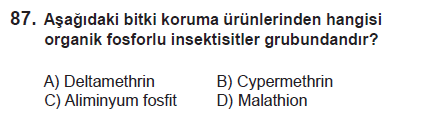 87. Aşağıdaki bitki koruma ürünlerinden hangisi
organik fosforlu insektisitler grubundandır?
A) Deltamethrin B) Cypermethrin
C) Aliminyum fosfit D) Malathion